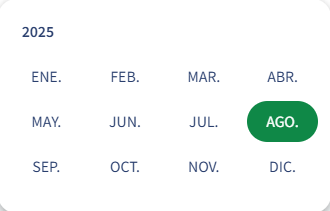 2025
ENE. FEB. MAR. ABR.
MAY. JUN. JUL. AGO.
SEP. OCT. NOV. DIC.